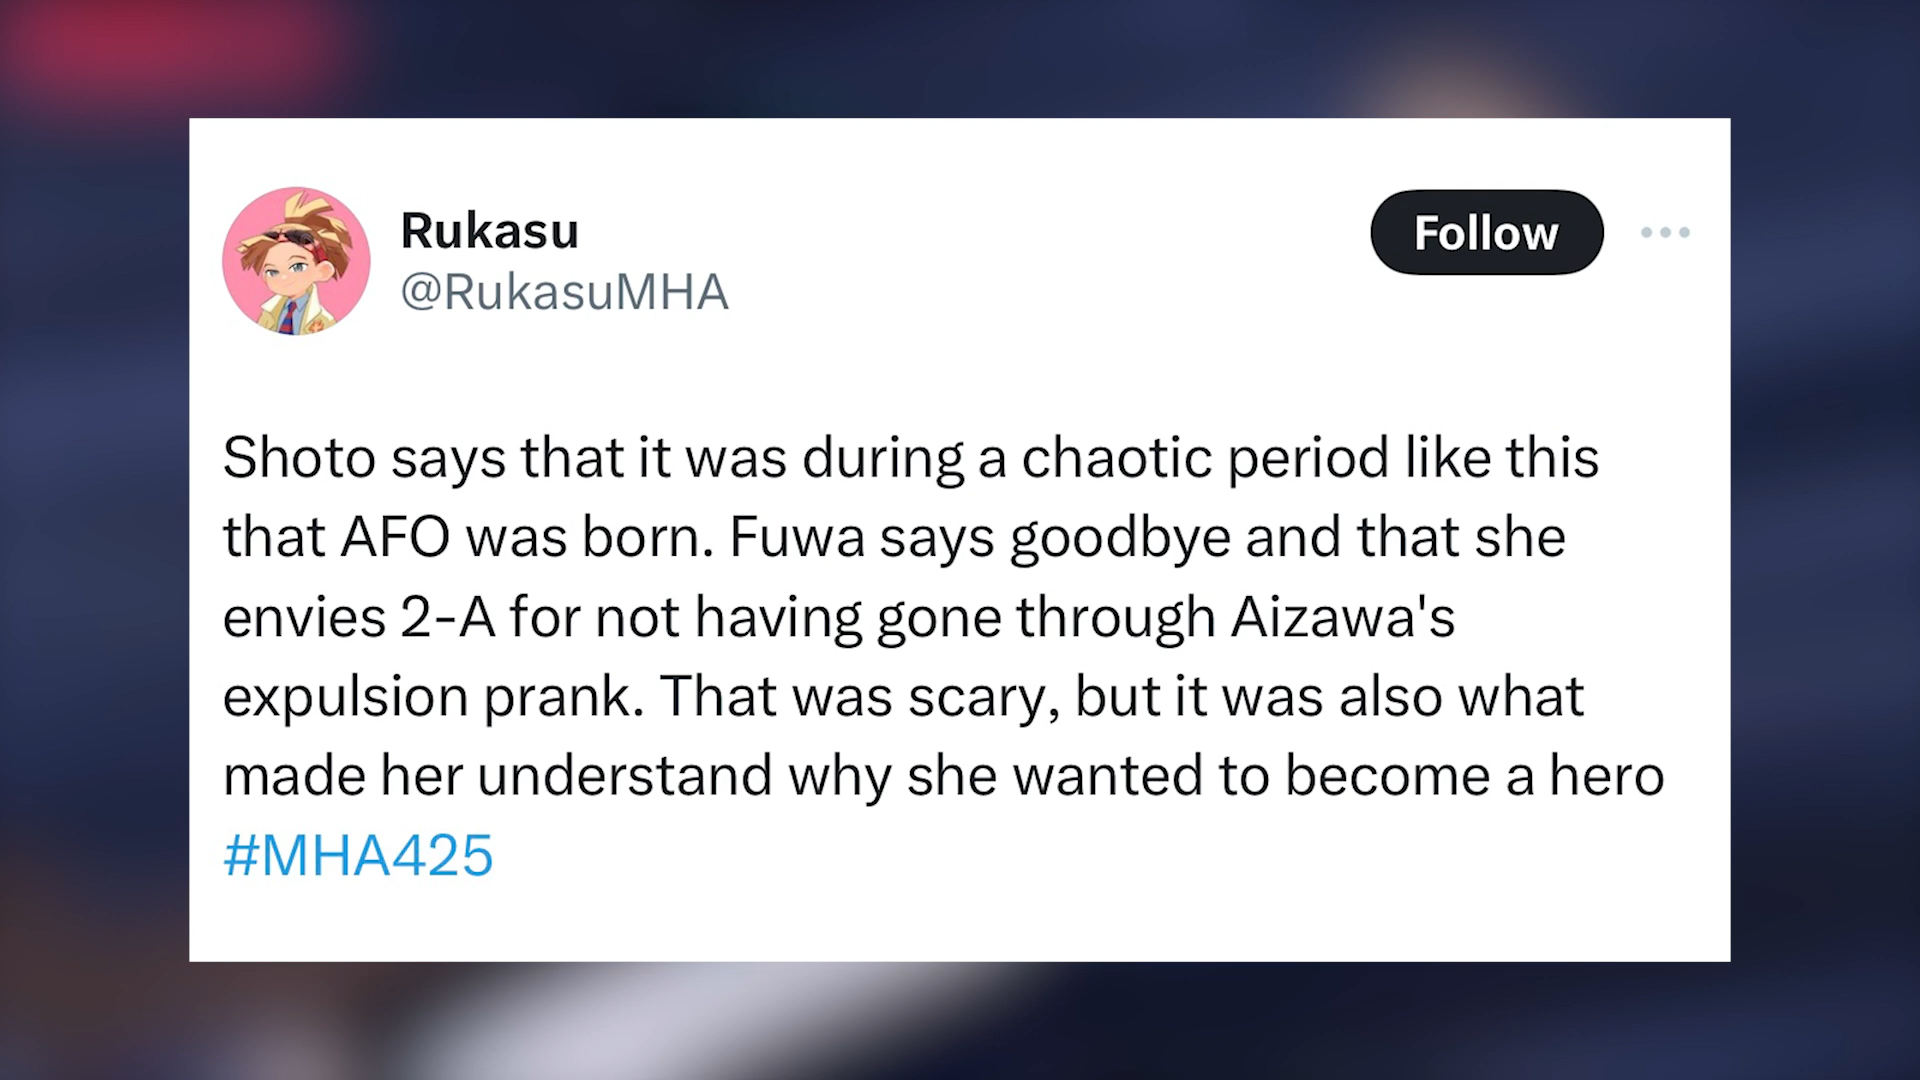 Rukasu
Follow
@RukasuMHA
Shoto says that it was during a chaotic period like this
that AFO was born. Fuwa says goodbye and that she
envies 2-A for not having gone through Aizawa's
expulsion prank. That was scary, but it was also what
made her understand why she wanted to become a hero
#MHA425